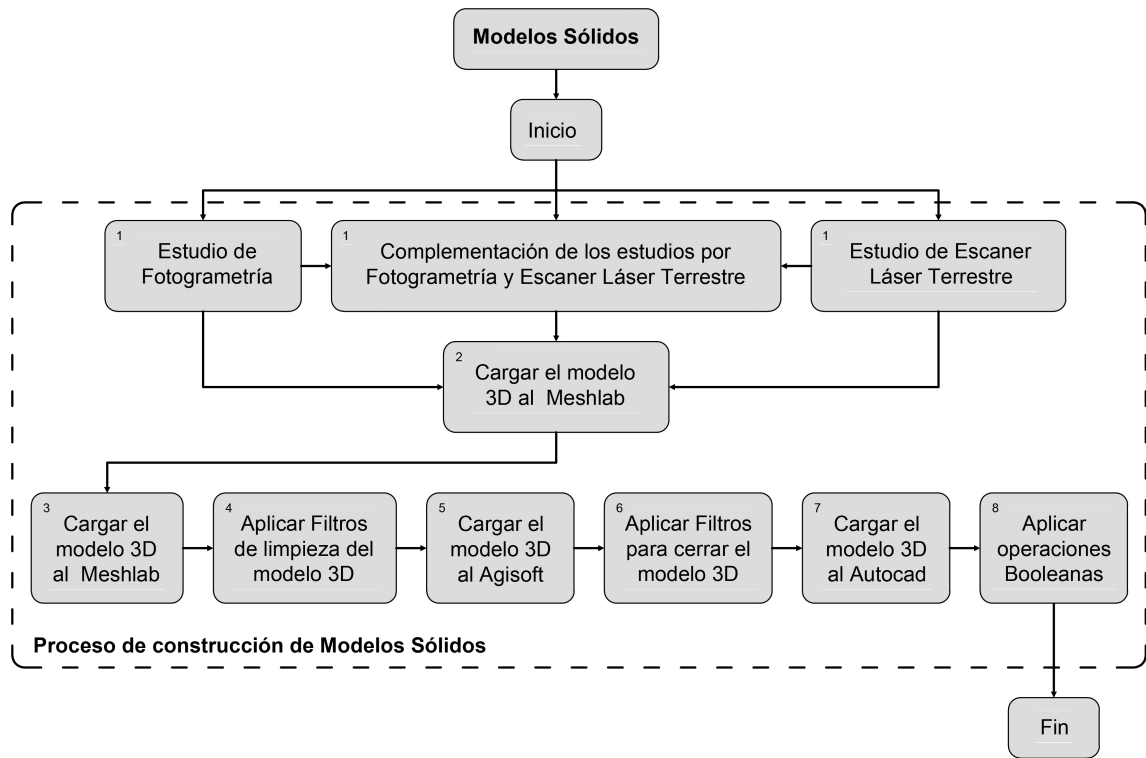 Modelos Sólidos
Inicio
1
Estudio de
Fotogrametría
1
Complementación de los estudios por
Fotogrametría y Escaner Láser Terrestre
1
Estudio de Escaner
Láser Terrestre
2
Cargar el modelo
3D al Meshlab
3
Cargar el
modelo 3D
al Meshlab
4
Aplicar Filtros
de limpieza del
modelo 3D
5
Cargar el
modelo 3D
al Agisoft
6
Aplicar Filtros
para cerrar el
modelo 3D
7
Cargar el
modelo 3D
al Autocad
8
Aplicar
operaciones
Booleanas
Proceso de construcción de Modelos Sólidos
Fin